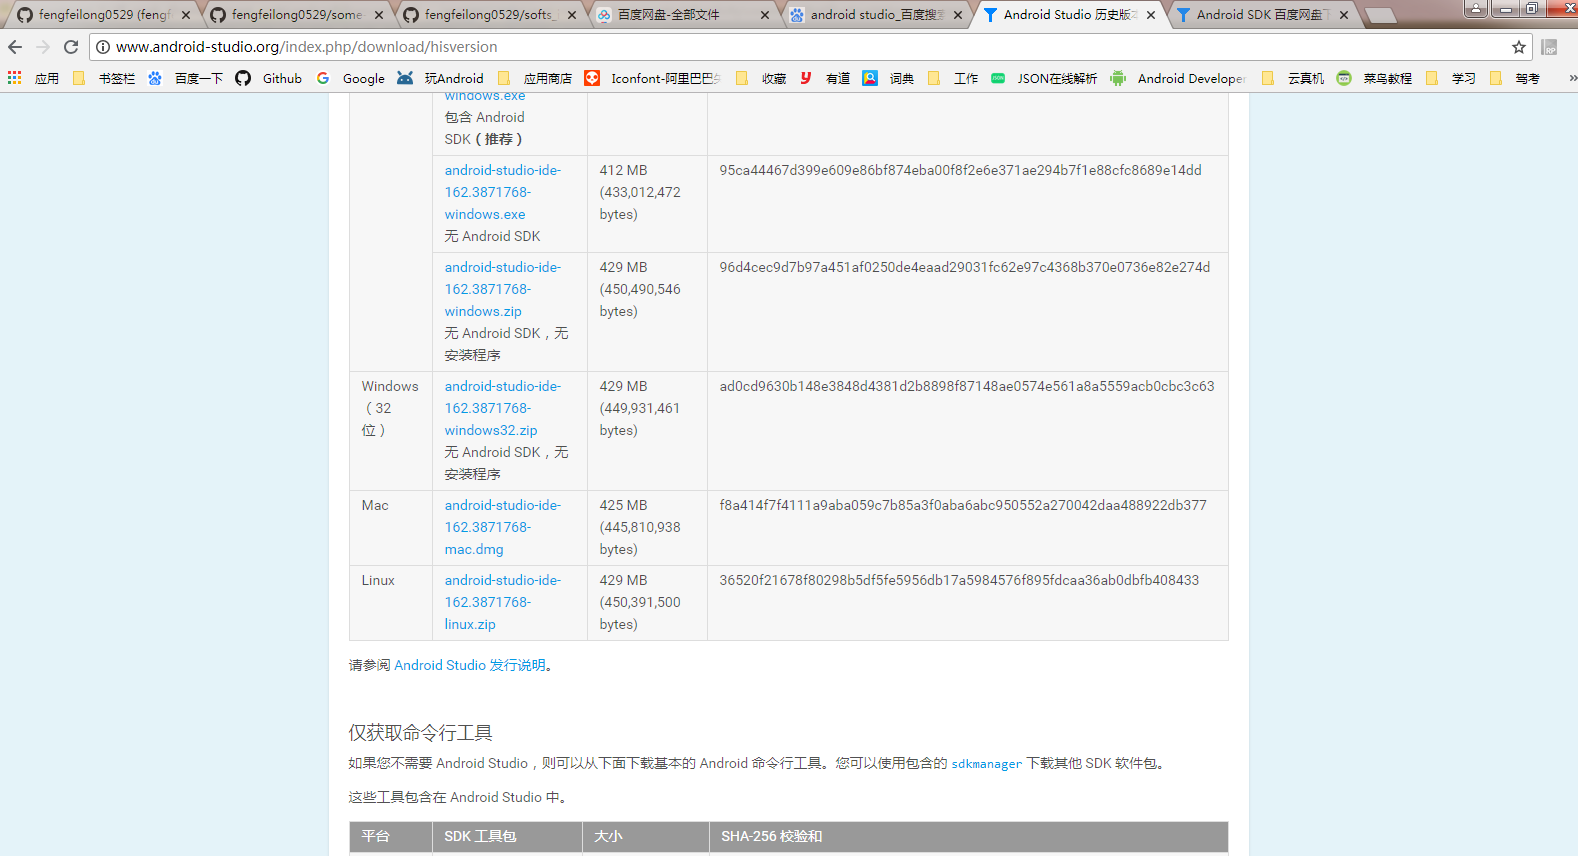 fengfeilong0529 (fengf
fengfeilong0529/some-
fengfeilong0529/softs_
百度网盘-全部文件
android studio_百度搜索
Android Studio 历史版本
Android SDK 百度网盘下
www.android-studio.org/index.php/download/hisversion
应用 书签栏 百度一下 Github Google 玩Android 应用商店 Iconfont-阿里巴巴 收藏 有道 词典 工作 JSON在线解析 Android Developer 云真机 菜鸟教程 学习 驾考 »
windows.exe
包含 Android
SDK（推荐）
android-studio-ide-
162.3871768-
windows.exe
无 Android SDK
412 MB
(433,012,472
bytes)
95ca44467d399e609e86bf874eba00f8f2e6e371ae294b7f1e88cfc8689e14dd
android-studio-ide-
162.3871768-
windows.zip
无 Android SDK，无
安装程序
429 MB
(450,490,546
bytes)
96d4cec9d7b97a451af0250de4eaad29031fc62e97c4368b370e0736e82e274d
Windows
（32
位）
android-studio-ide-
162.3871768-
windows32.zip
无 Android SDK，无
安装程序
429 MB
(449,931,461
bytes)
ad0cd9630b148e3848d4381d2b8898f87148ae0574e561a8a5559acb0cbc3c63
Mac
android-studio-ide-
162.3871768-
mac.dmg
425 MB
(445,810,938
bytes)
f8a414f7f4111a9aba059c7b85a3f0aba6abc950552a270042daa488922db377
Linux
android-studio-ide-
162.3871768-
linux.zip
429 MB
(450,391,500
bytes)
36520f21678f80298b5df5fe5956db17a5984576f895fdcaa36ab0dbfb408433
请参阅 Android Studio 发行说明。
仅获取命令行工具
如果您不需要 Android Studio，则可以从下面下载基本的 Android 命令行工具。您可以使用包含的 sdkmanager 下载其他 SDK 软件包。
这些工具包含在 Android Studio 中。
平台 SDK 工具包 大小 SHA-256 校验和